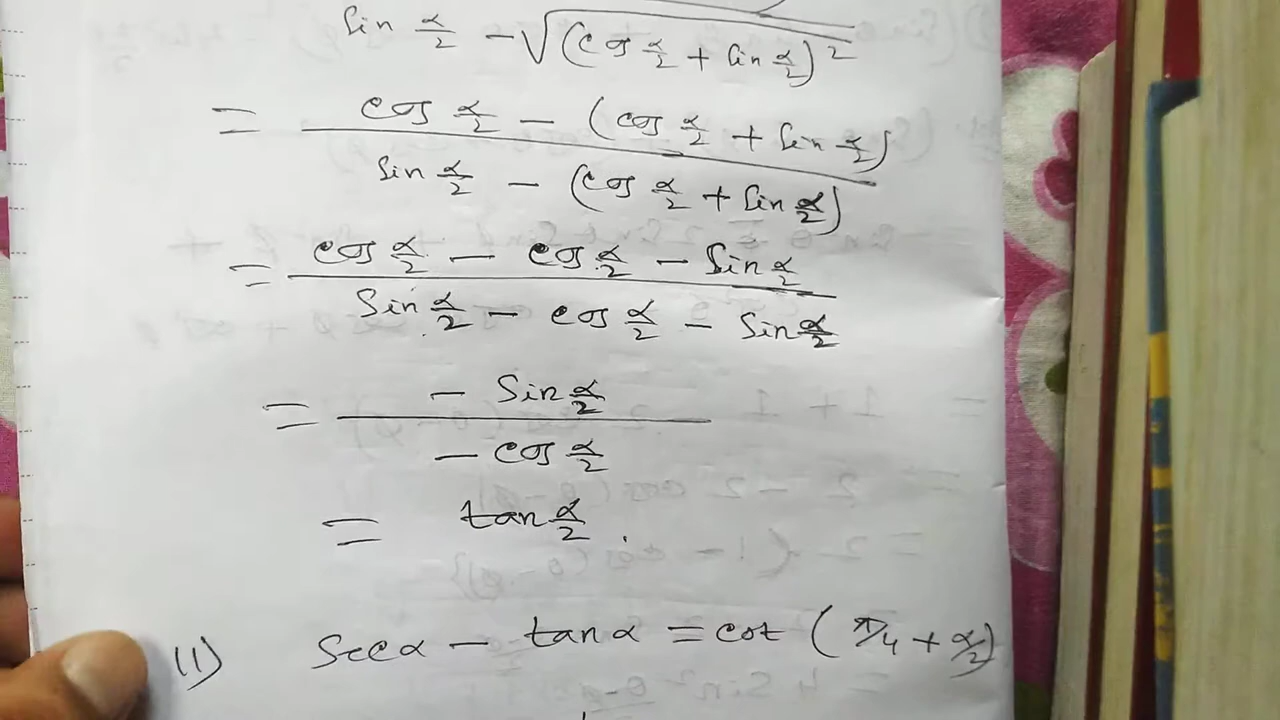 sin α/2 - √(cos α/2 + sin α/2)²
= cos α/2 - (cos α/2 + sin α/2)
sin α/2 - (cos α/2 + sin α/2)
= cos α/2 - cos α/2 - sin α/2
sin α/2 - cos α/2 - sin α/2
= - sin α/2
- cos α/2
= tan α/2 .
(11) sec α - tan α = cot (π/4 + α/2)